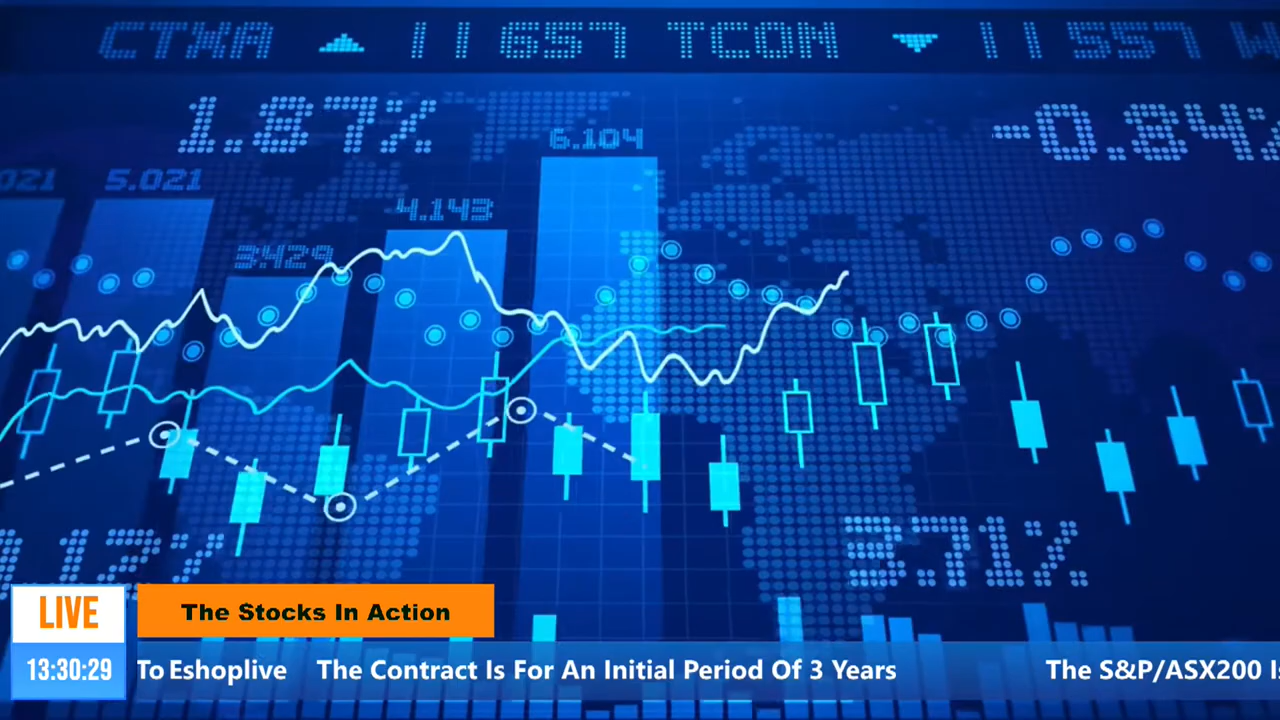 CTXA ▲ 11657 TCOM ▼ 11557
1.87%
-0.84%
6.104
021
5.021
4.143
3.429
3.71%
LIVE
The Stocks In Action
13:30:29
To Eshoplive The Contract Is For An Initial Period Of 3 Years The S&P/ASX200